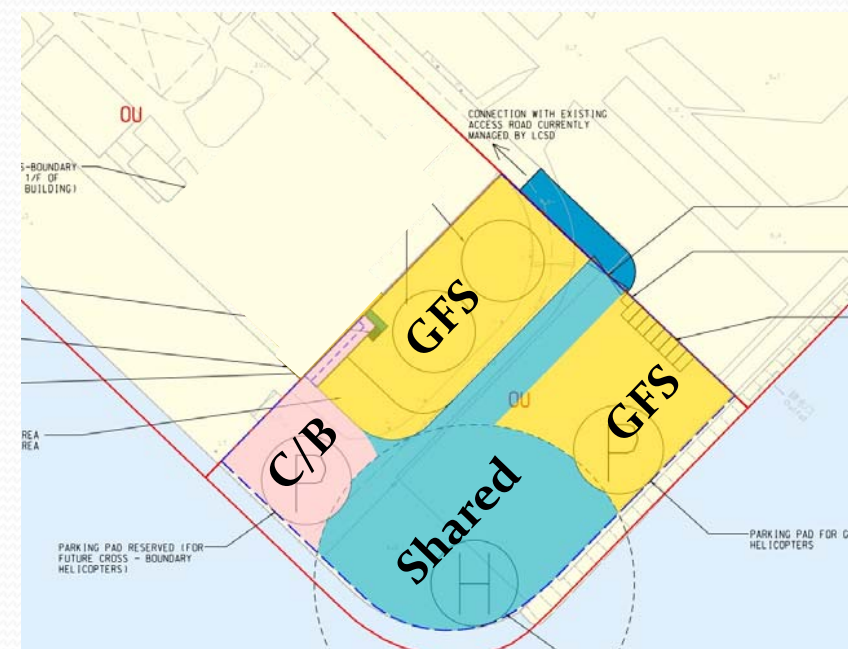 OU
CONNECTION WITH EXISTING
ACCESS ROAD CURRENTLY
MANAGED BY LCSD
S-BOUNDARY
1/F OF
BUILDING)
GFS
OU
GFS
C/B
P
P
REA
REA
Shared
H
PARKING PAD RESERVED (FOR
FUTURE CROSS - BOUNDARY
HELICOPTERS)
PARKING PAD FOR G
HELICOPTERS